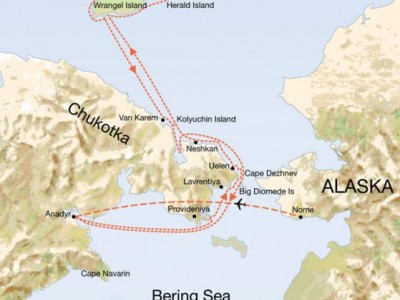 Wrangel Island
Herald Island
Chukotka
Van Karem
Kolyuchin Island
Neshkan
Uelen
Cape Dezhnev
Lavrentiya
Big Diomede Is
ALASKA
Anadyr
Provideniya
Nome
Cape Navarin
Bering Sea